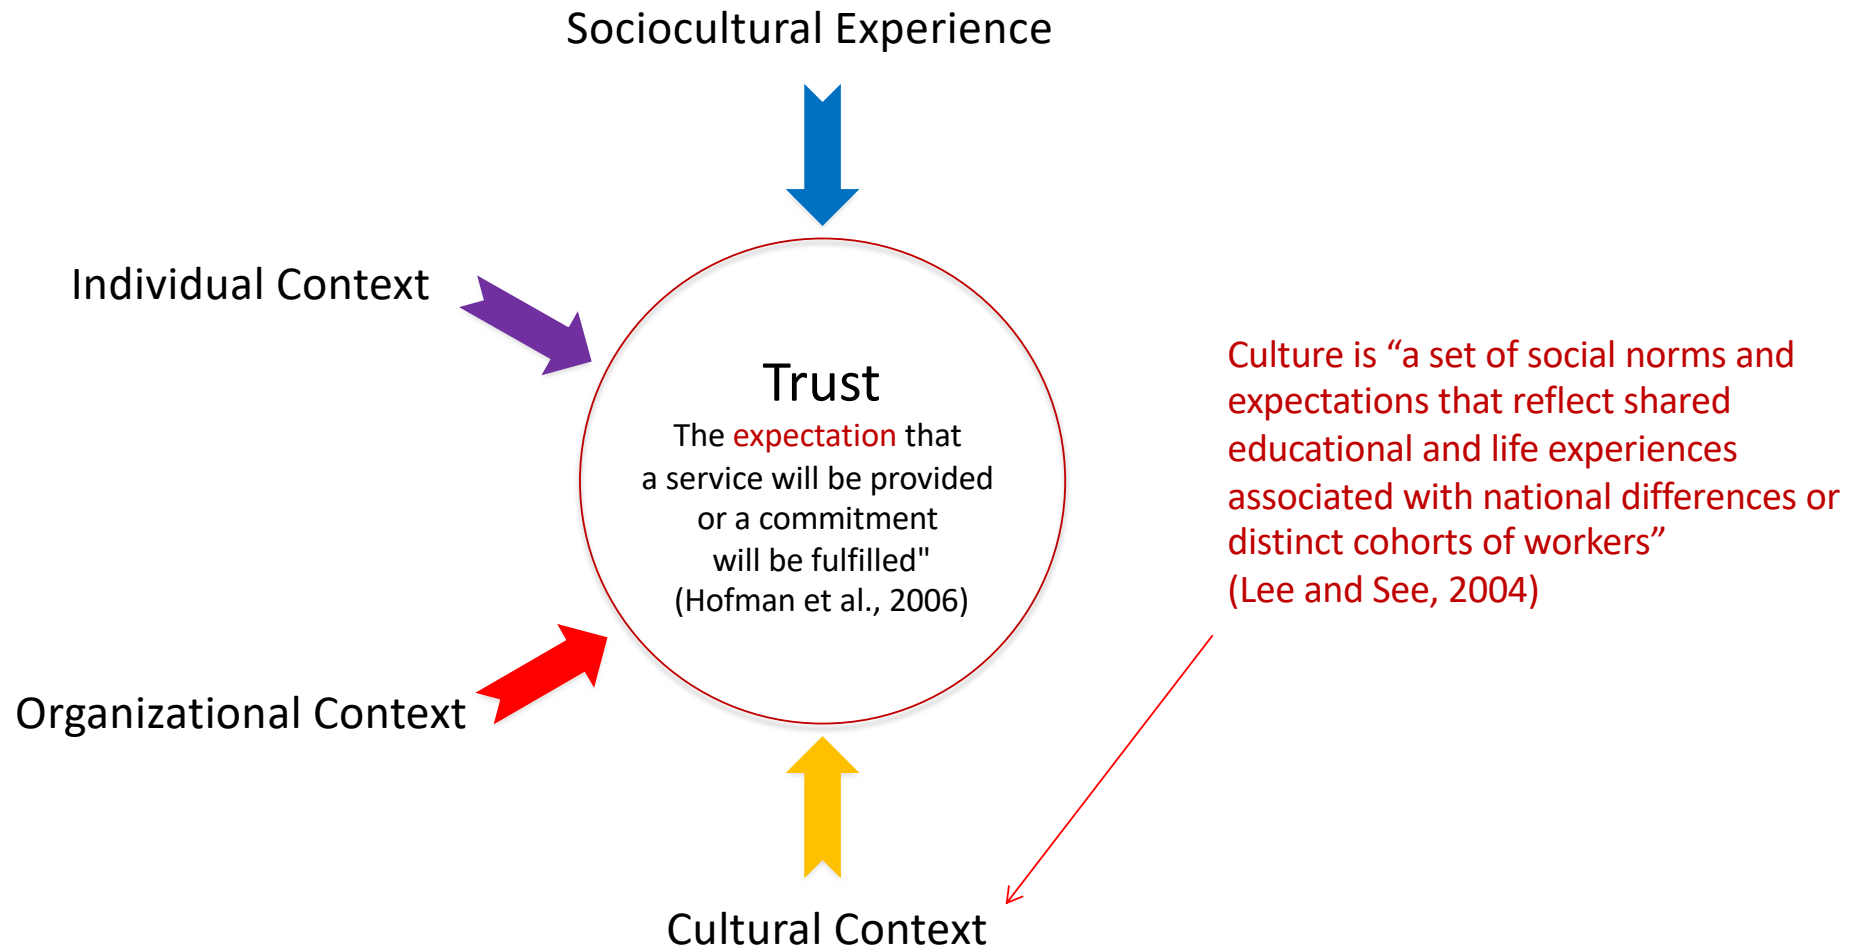 Sociocultural Experience
Individual Context
Trust
The expectation that
a service will be provided
or a commitment
will be fulfilled"
(Hofman et al., 2006)
Culture is “a set of social norms and
expectations that reflect shared
educational and life experiences
associated with national differences or
distinct cohorts of workers”
(Lee and See, 2004)
Organizational Context
Cultural Context